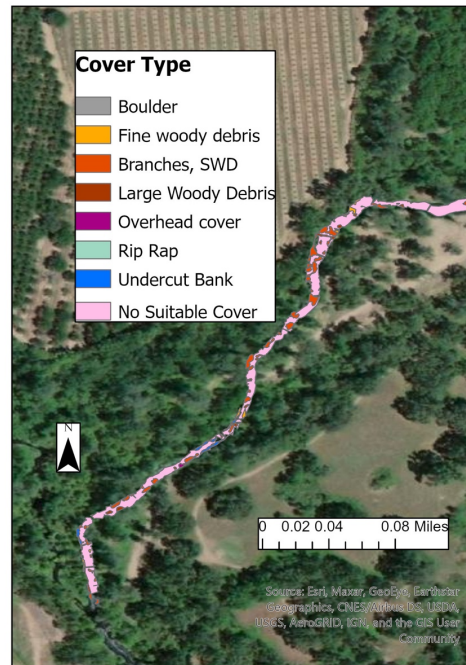 Cover Type
Boulder
Fine woody debris
Branches, SWD
Large Woody Debris
Overhead cover
Rip Rap
Undercut Bank
No Suitable Cover
N
0 0.02 0.04 0.08 Miles
Source: Esri, Maxar, GeoEye, Earthstar
Geographics, CNES/Airbus DS, USDA,
USGS, AeroGRID, IGN, and the GIS User
Community